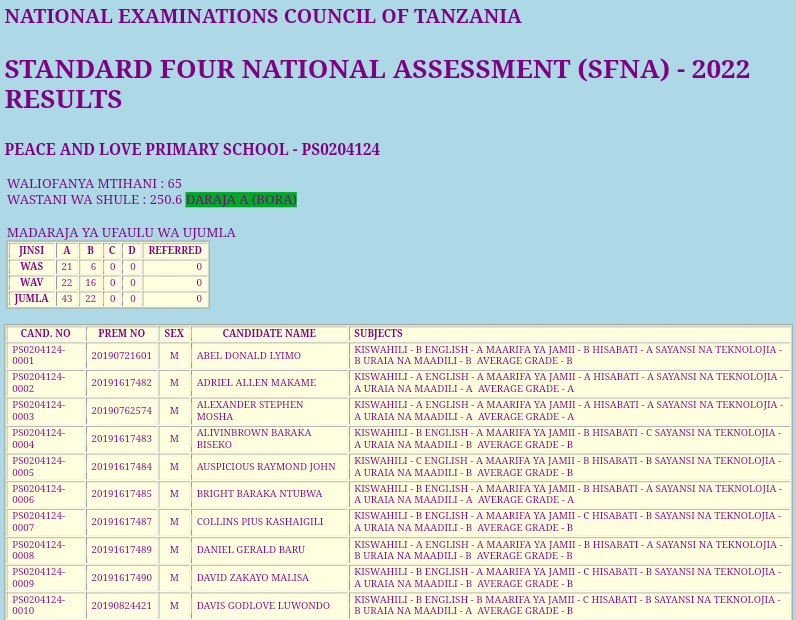 NATIONAL EXAMINATIONS COUNCIL OF TANZANIA
STANDARD FOUR NATIONAL ASSESSMENT (SFNA) - 2022
RESULTS
PEACE AND LOVE PRIMARY SCHOOL - PS0204124
WALIOFANYA MTIHANI : 65
WASTANI WA SHULE : 250.6 DARAJA A (BORA)
MADARAJA YA UFAULU WA UJUMLA
JINSI A B C D REFERRED
WAS 21 6 0 0 0
WAV 22 16 0 0 0
JUMLA 43 22 0 0 0
CAND. NO PREM NO SEX CANDIDATE NAME SUBJECTS
PS0204124-
0001 20190721601 M ABEL DONALD LYIMO KISWAHILI - B ENGLISH - A MAARIFA YA JAMII - B HISABATI - A SAYANSI NA TEKNOLOJIA -
B URAIA NA MAADILI - B AVERAGE GRADE - B
PS0204124-
0002 20191617482 M ADRIEL ALLEN MAKAME KISWAHILI - A ENGLISH - A MAARIFA YA JAMII - A HISABATI - A SAYANSI NA TEKNOLOJIA -
A URAIA NA MAADILI - A AVERAGE GRADE - A
PS0204124-
0003 20190762574 M ALEXANDER STEPHEN
MOSHA KISWAHILI - A ENGLISH - A MAARIFA YA JAMII - A HISABATI - A SAYANSI NA TEKNOLOJIA -
A URAIA NA MAADILI - A AVERAGE GRADE - A
PS0204124-
0004 20191617483 M ALIVINBROWN BARAKA
BISEKO KISWAHILI - B ENGLISH - A MAARIFA YA JAMII - B HISABATI - C SAYANSI NA TEKNOLOJIA -
A URAIA NA MAADILI - B AVERAGE GRADE - B
PS0204124-
0005 20191617484 M AUSPICIOUS RAYMOND JOHN KISWAHILI - C ENGLISH - A MAARIFA YA JAMII - B HISABATI - B SAYANSI NA TEKNOLOJIA -
A URAIA NA MAADILI - B AVERAGE GRADE - B
PS0204124-
0006 20191617485 M BRIGHT BARAKA NTUBWA KISWAHILI - B ENGLISH - A MAARIFA YA JAMII - B HISABATI - A SAYANSI NA TEKNOLOJIA -
A URAIA NA MAADILI - A AVERAGE GRADE - A
PS0204124-
0007 20191617487 M COLLINS PIUS KASHAIGILI KISWAHILI - B ENGLISH - A MAARIFA YA JAMII - C HISABATI - B SAYANSI NA TEKNOLOJIA -
A URAIA NA MAADILI - B AVERAGE GRADE - B
PS0204124-
0008 20191617489 M DANIEL GERALD BARU KISWAHILI - A ENGLISH - A MAARIFA YA JAMII - B HISABATI - A SAYANSI NA TEKNOLOJIA -
B URAIA NA MAADILI - B AVERAGE GRADE - B
PS0204124-
0009 20191617490 M DAVID ZAKAYO MALISA KISWAHILI - B ENGLISH - A MAARIFA YA JAMII - C HISABATI - B SAYANSI NA TEKNOLOJIA -
A URAIA NA MAADILI - B AVERAGE GRADE - B
PS0204124-
0010 20190824421 M DAVIS GODLOVE LUWONDO KISWAHILI - B ENGLISH - B MAARIFA YA JAMII - C HISABATI - B SAYANSI NA TEKNOLOJIA -
B URAIA NA MAADILI - A AVERAGE GRADE - B